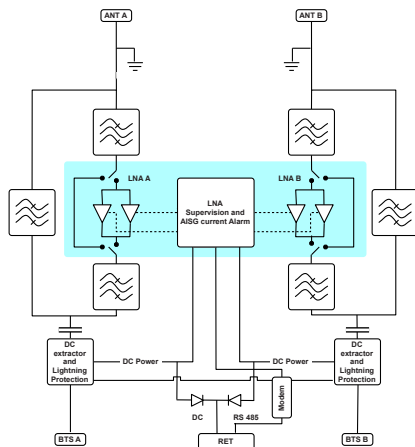 ANT A
ANT B
LNA A
LNA B
LNA
Supervision and
AISG current Alarm
DC
extractor
and
Lightning
Protection
DC Power
DC Power
DC
extractor
and
Lightning
Protection
Modem
DC
RS 485
BTS A
RET
BTS B